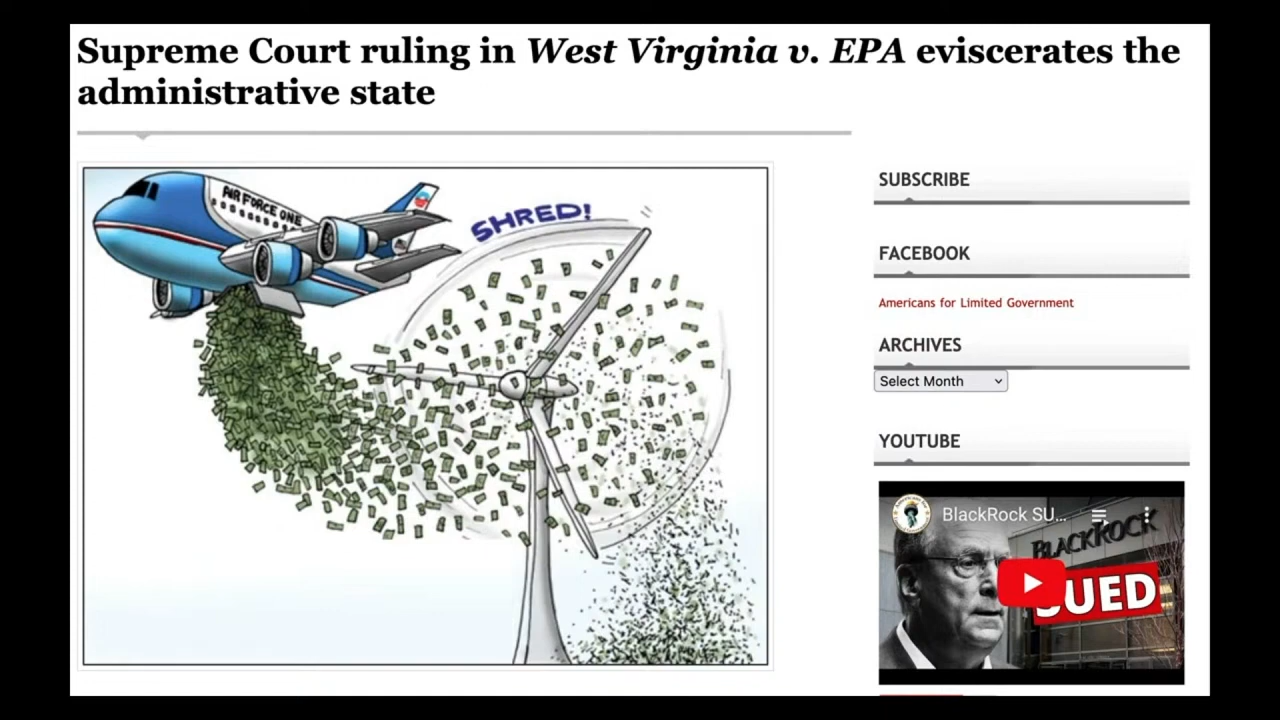 Supreme Court ruling in West Virginia v. EPA eviscerates the
administrative state
AIR FORCE ONE
SHRED!
SUBSCRIBE
FACEBOOK
Americans for Limited Government
ARCHIVES
Select Month
YOUTUBE
BlackRock SU...
BLACKROCK
SUED